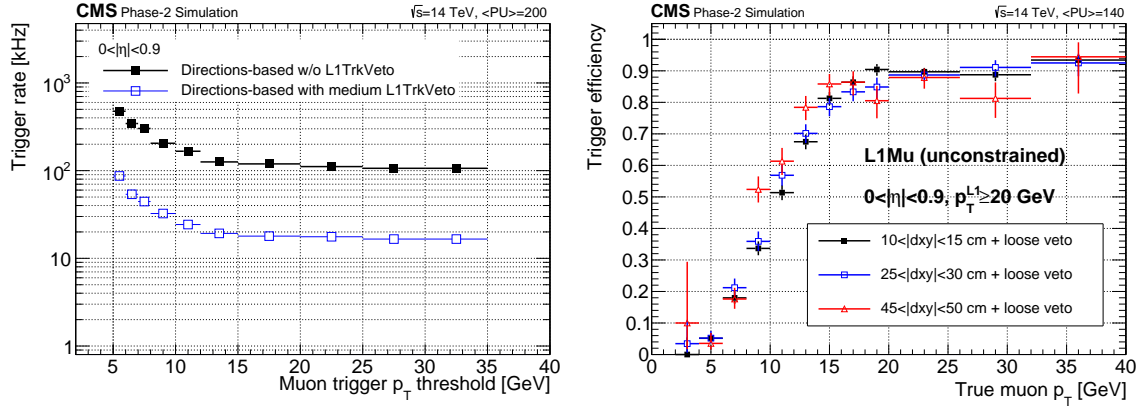 CMS Phase-2 Simulation √s=14 TeV, <PU>=200
Trigger rate [kHz]
0<|η|<0.9
Directions-based w/o L1TrkVeto
Directions-based with medium L1TrkVeto
10³
10²
10
1
5 10 15 20 25 30 35 40
Muon trigger p_T threshold [GeV]
CMS Phase-2 Simulation √s=14 TeV, <PU>=140
Trigger efficiency
1
0.9
0.8
0.7
0.6
0.5
0.4
0.3
0.2
0.1
0
L1Mu (unconstrained)
0<|η|<0.9, p_T^L1≥20 GeV
10<|dxy|<15 cm + loose veto
25<|dxy|<30 cm + loose veto
45<|dxy|<50 cm + loose veto
0 5 10 15 20 25 30 35 40
True muon p_T [GeV]